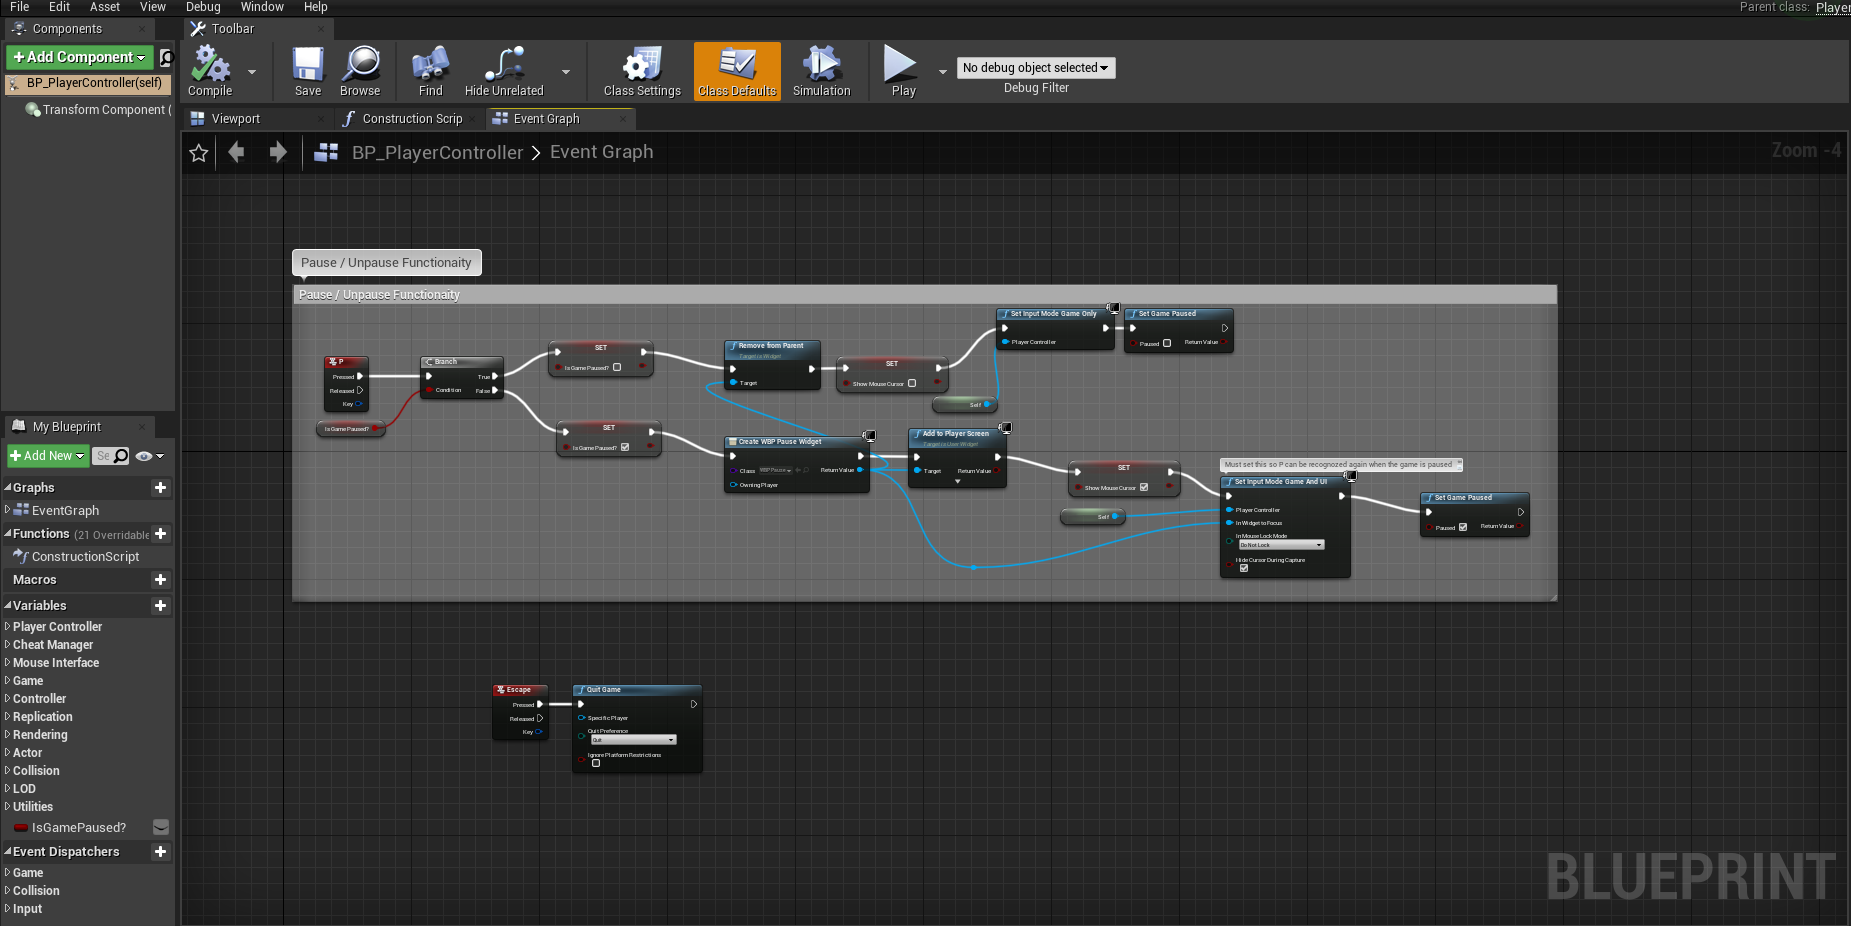 File Edit Asset View Debug Window Help
Parent class: Player
Components
Toolbar
+Add Component
BP_PlayerController(self)
Transform Component (
Compile
Save
Browse
Find
Hide Unrelated
Class Settings
Class Defaults
Simulation
Play
No debug object selected
Debug Filter
Viewport
Construction Scrip
Event Graph
BP_PlayerController > Event Graph
Zoom -4
Pause / Unpause Functionaity
Pause / Unpause Functionaity
P
Pressed
Released
Key
Is Game Paused?
Branch
True
Condition
False
SET
Is Game Paused?
Remove from Parent
Target is Widget
Target
SET
Show Mouse Cursor
Self
Set Input Mode Game Only
Player Controller
Set Game Paused
Paused
Return Value
SET
Is Game Paused?
Create WBP Pause Widget
Class
WBP Pause
Return Value
Owning Player
Add to Player Screen
Target is User Widget
Target
Return Value
SET
Show Mouse Cursor
Self
Must set this so P can be recognozed again when the game is paused
Set Input Mode Game And UI
Player Controller
In Widget to Focus
In Mouse Lock Mode
Do Not Lock
Hide Cursor During Capture
Set Game Paused
Paused
Return Value
Escape
Pressed
Released
Key
Quit Game
Specific Player
Quit Preference
Quit
Ignore Platform Restrictions
My Blueprint
+Add New
Se
Graphs
EventGraph
Functions (21 Overridable
ConstructionScript
Macros
Variables
Player Controller
Cheat Manager
Mouse Interface
Game
Controller
Replication
Rendering
Actor
Collision
LOD
Utilities
IsGamePaused?
Event Dispatchers
Game
Collision
Input
BLUEPRINT